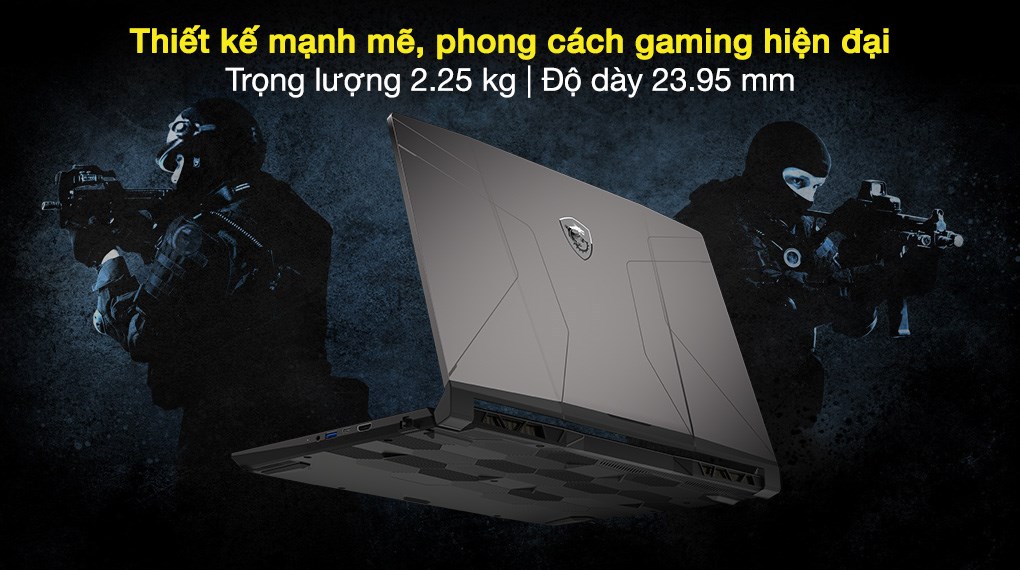 Thiết kế mạnh mẽ, phong cách gaming hiện đại
Trọng lượng 2.25 kg | Độ dày 23.95 mm